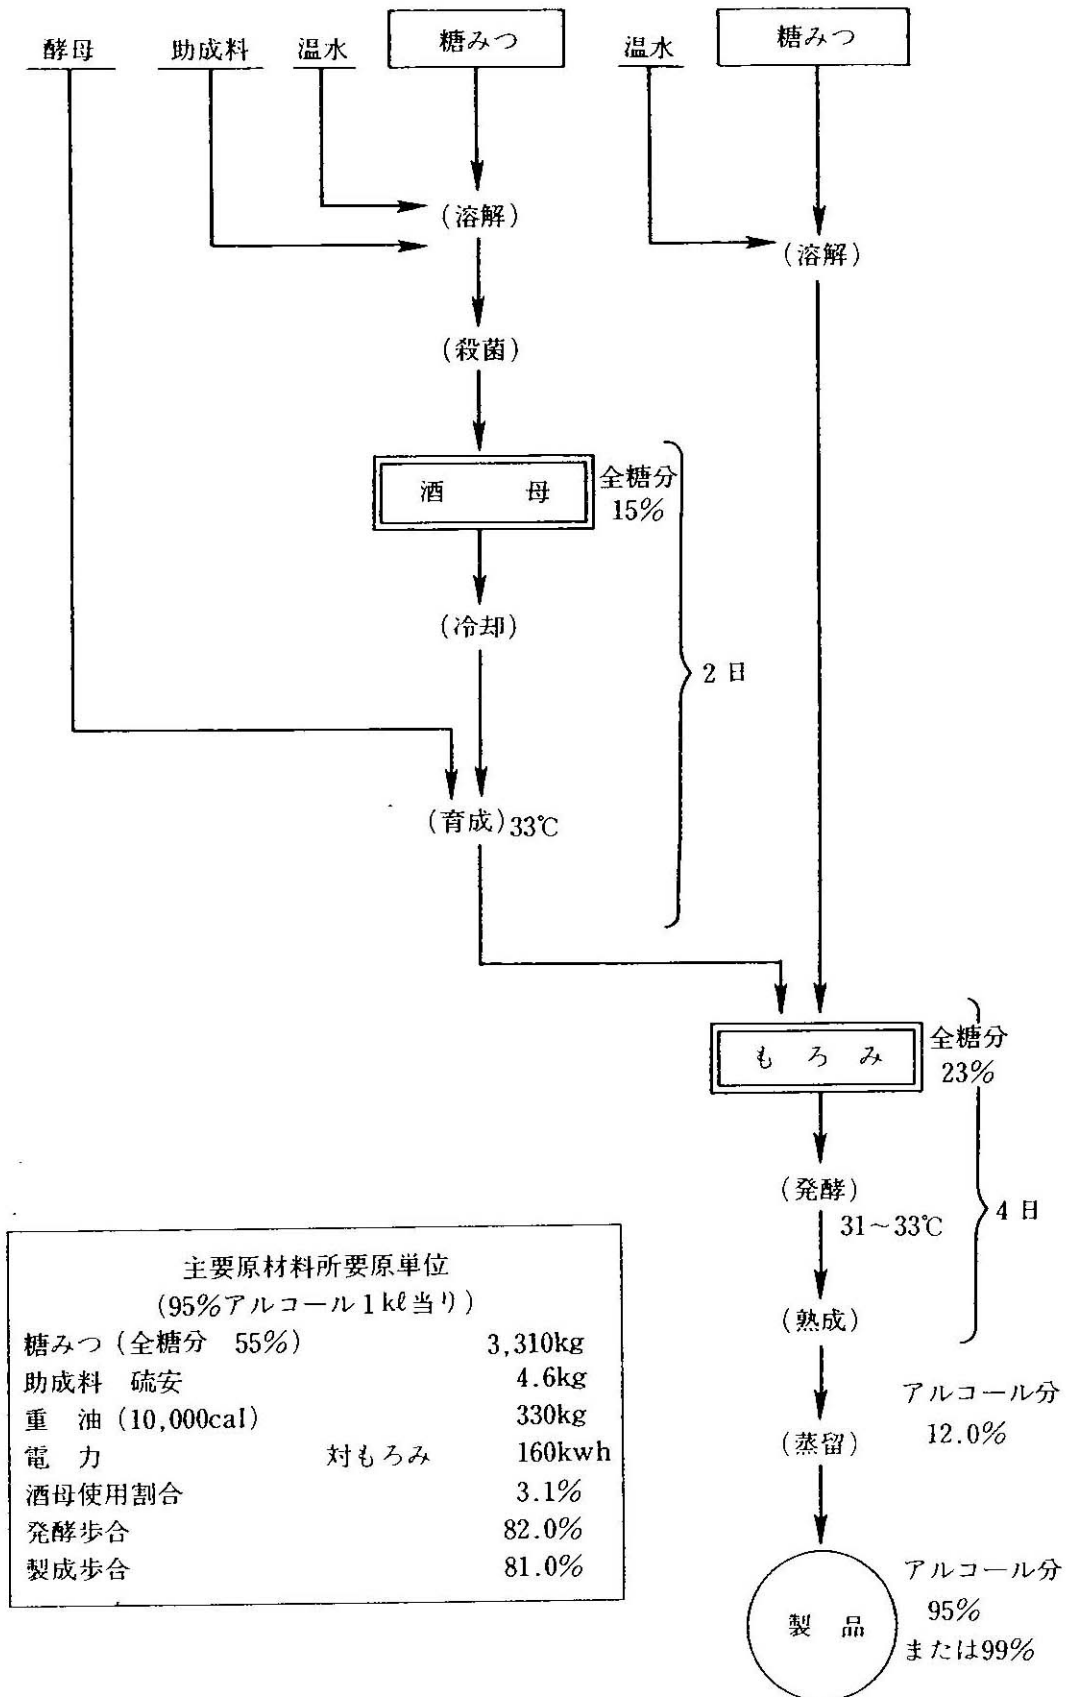 酵母
助成料
温水
糖みつ
温水
糖みつ
(溶解)
(溶解)
(殺菌)
酒母
全糖分
15%
(冷却)
2日
(育成)33℃
もろみ
全糖分
23%
(発酵)
31～33℃
4日
(熟成)
アルコール分
12.0%
(蒸留)
製品
アルコール分
95%
または99%
主要原材料所要原単位
(95%アルコール1kℓ当り)
糖みつ(全糖分 55%) 3,310kg
助成料 硫安 4.6kg
重油(10,000cal) 330kg
電力 対もろみ 160kwh
酒母使用割合 3.1%
発酵歩合 82.0%
製成歩合 81.0%